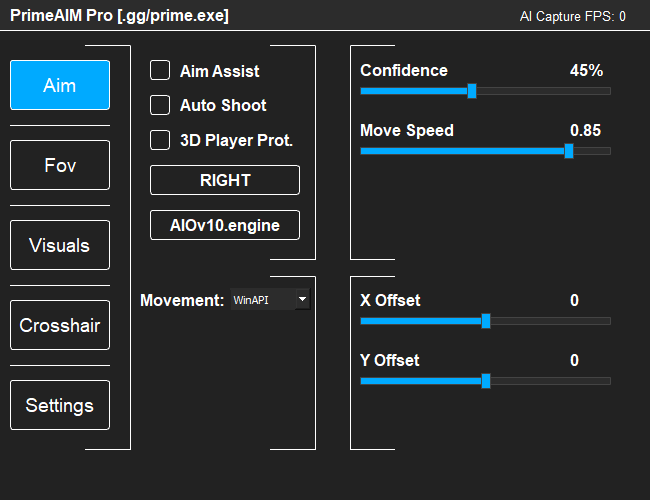 PrimeAIM Pro [.gg/prime.exe]
AI Capture FPS: 0
Aim
Fov
Visuals
Crosshair
Settings
Aim Assist
Auto Shoot
3D Player Prot.
RIGHT
AIOv10.engine
Movement: WinAPI
Confidence 45%
Move Speed 0.85
X Offset 0
Y Offset 0